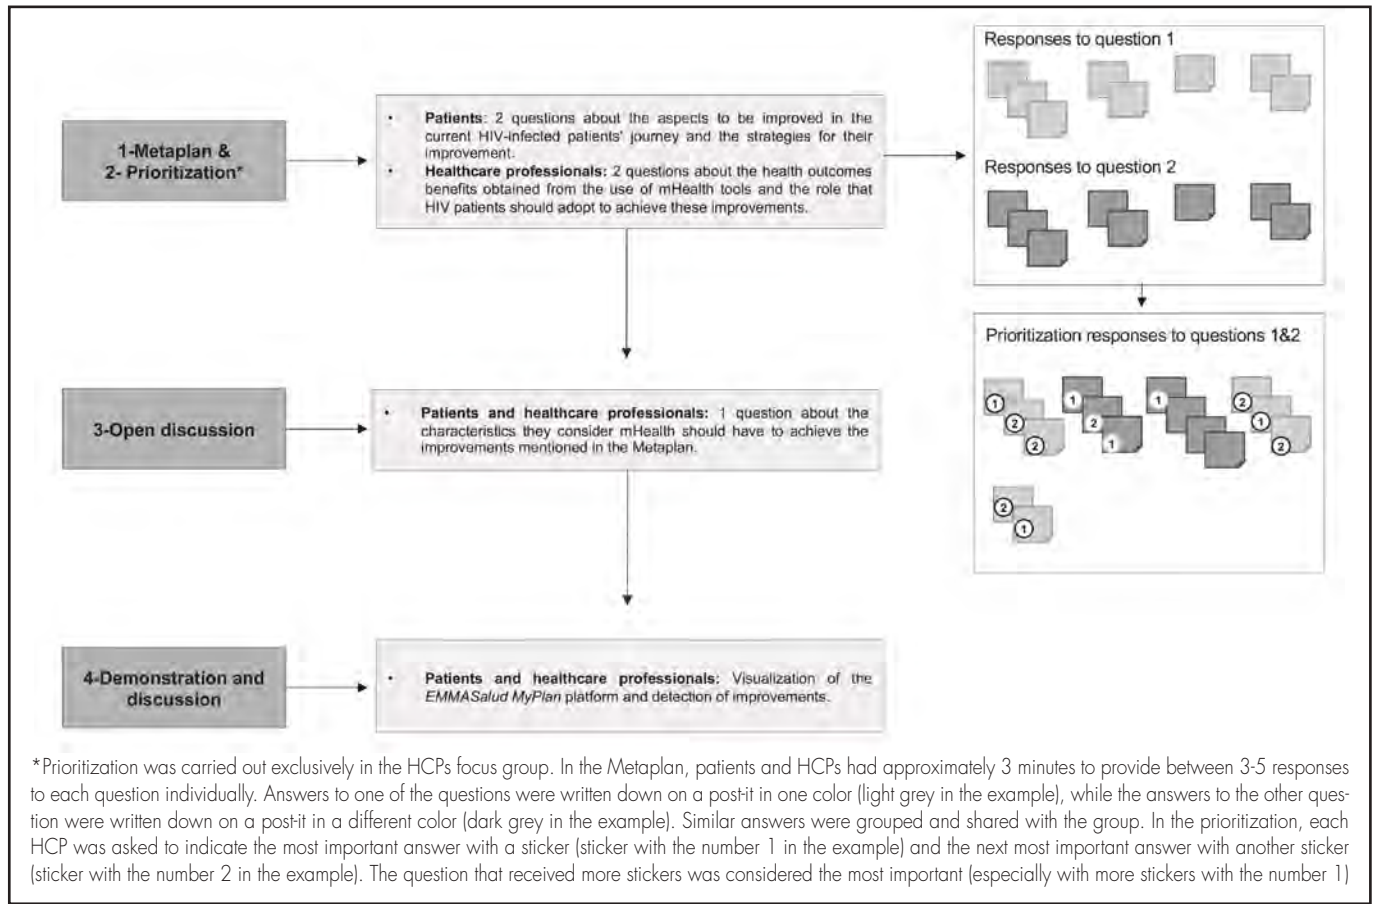 1-Metaplan &
2- Prioritization*
• Patients: 2 questions about the aspects to be improved in the
current HIV-infected patients' journey and the strategies for their
improvement.
• Healthcare professionals: 2 questions about the health outcomes
benefits obtained from the use of mHealth tools and the role that
HIV patients should adopt to achieve these improvements.
Responses to question 1
Responses to question 2
Prioritization responses to questions 1&2
1
2
2
1
2
1
1
2
1
2
2
1
3-Open discussion
• Patients and healthcare professionals: 1 question about the
characteristics they consider mHealth should have to achieve the
improvements mentioned in the Metaplan.
4-Demonstration and
discussion
• Patients and healthcare professionals: Visualization of the
EMMASalud MyPlan platform and detection of improvements.
*Prioritization was carried out exclusively in the HCPs focus group. In the Metaplan, patients and HCPs had approximately 3 minutes to provide between 3-5 responses
to each question individually. Answers to one of the questions were written down on a post-it in one color (light grey in the example), while the answers to the other ques-
tion were written down on a post-it in a different color (dark grey in the example). Similar answers were grouped and shared with the group. In the prioritization, each
HCP was asked to indicate the most important answer with a sticker (sticker with the number 1 in the example) and the next most important answer with another sticker
(sticker with the number 2 in the example). The question that received more stickers was considered the most important (especially with more stickers with the number 1)